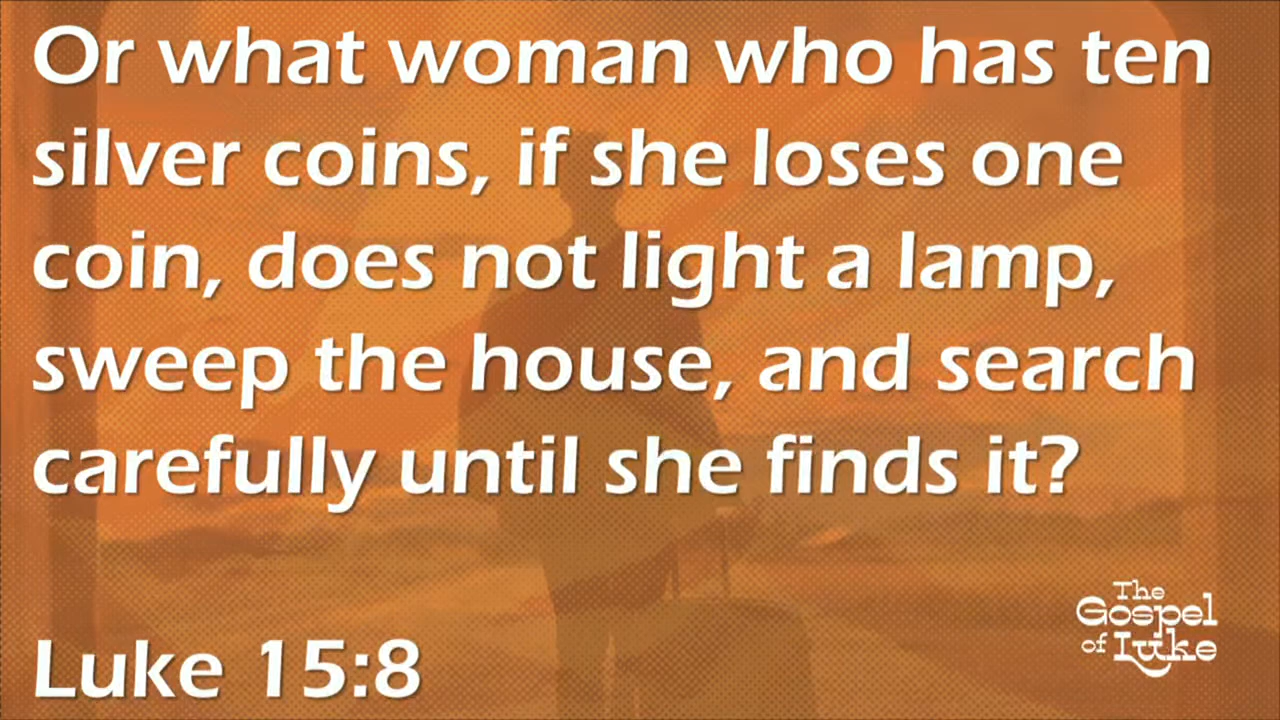 Or what woman who has ten
silver coins, if she loses one
coin, does not light a lamp,
sweep the house, and search
carefully until she finds it?
Luke 15:8
The
Gospel
of Luke